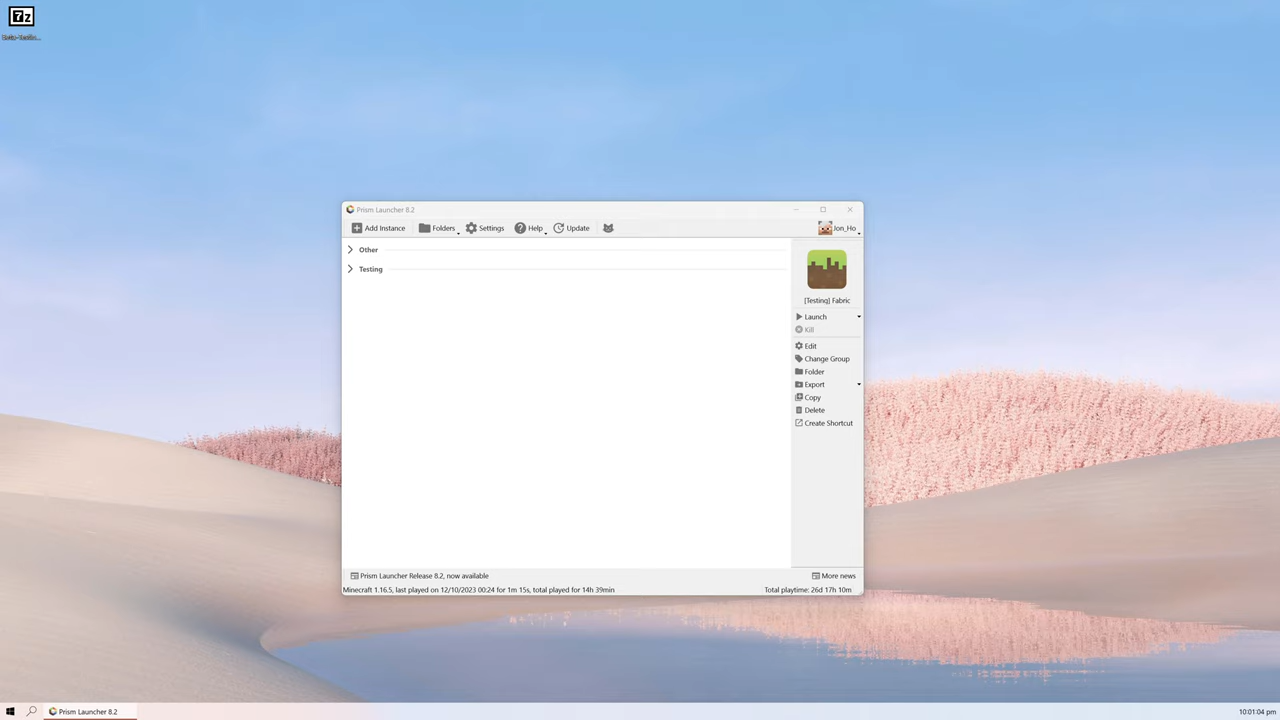 7z
Prism Launcher 8.2
Add Instance
Folders
Settings
Help
Update
Jon_Ho
Other
Testing
[Testing] Fabric
Launch
Kill
Edit
Change Group
Folder
Export
Copy
Delete
Create Shortcut
Prism Launcher Release 8.2, now available
More news
Minecraft 1.16.5, last played on 12/10/2023 00:24 for 1m 15s, total played for 14h 39min
Total playtime: 26d 17h 10m
Prism Launcher 8.2
10:01:04 pm